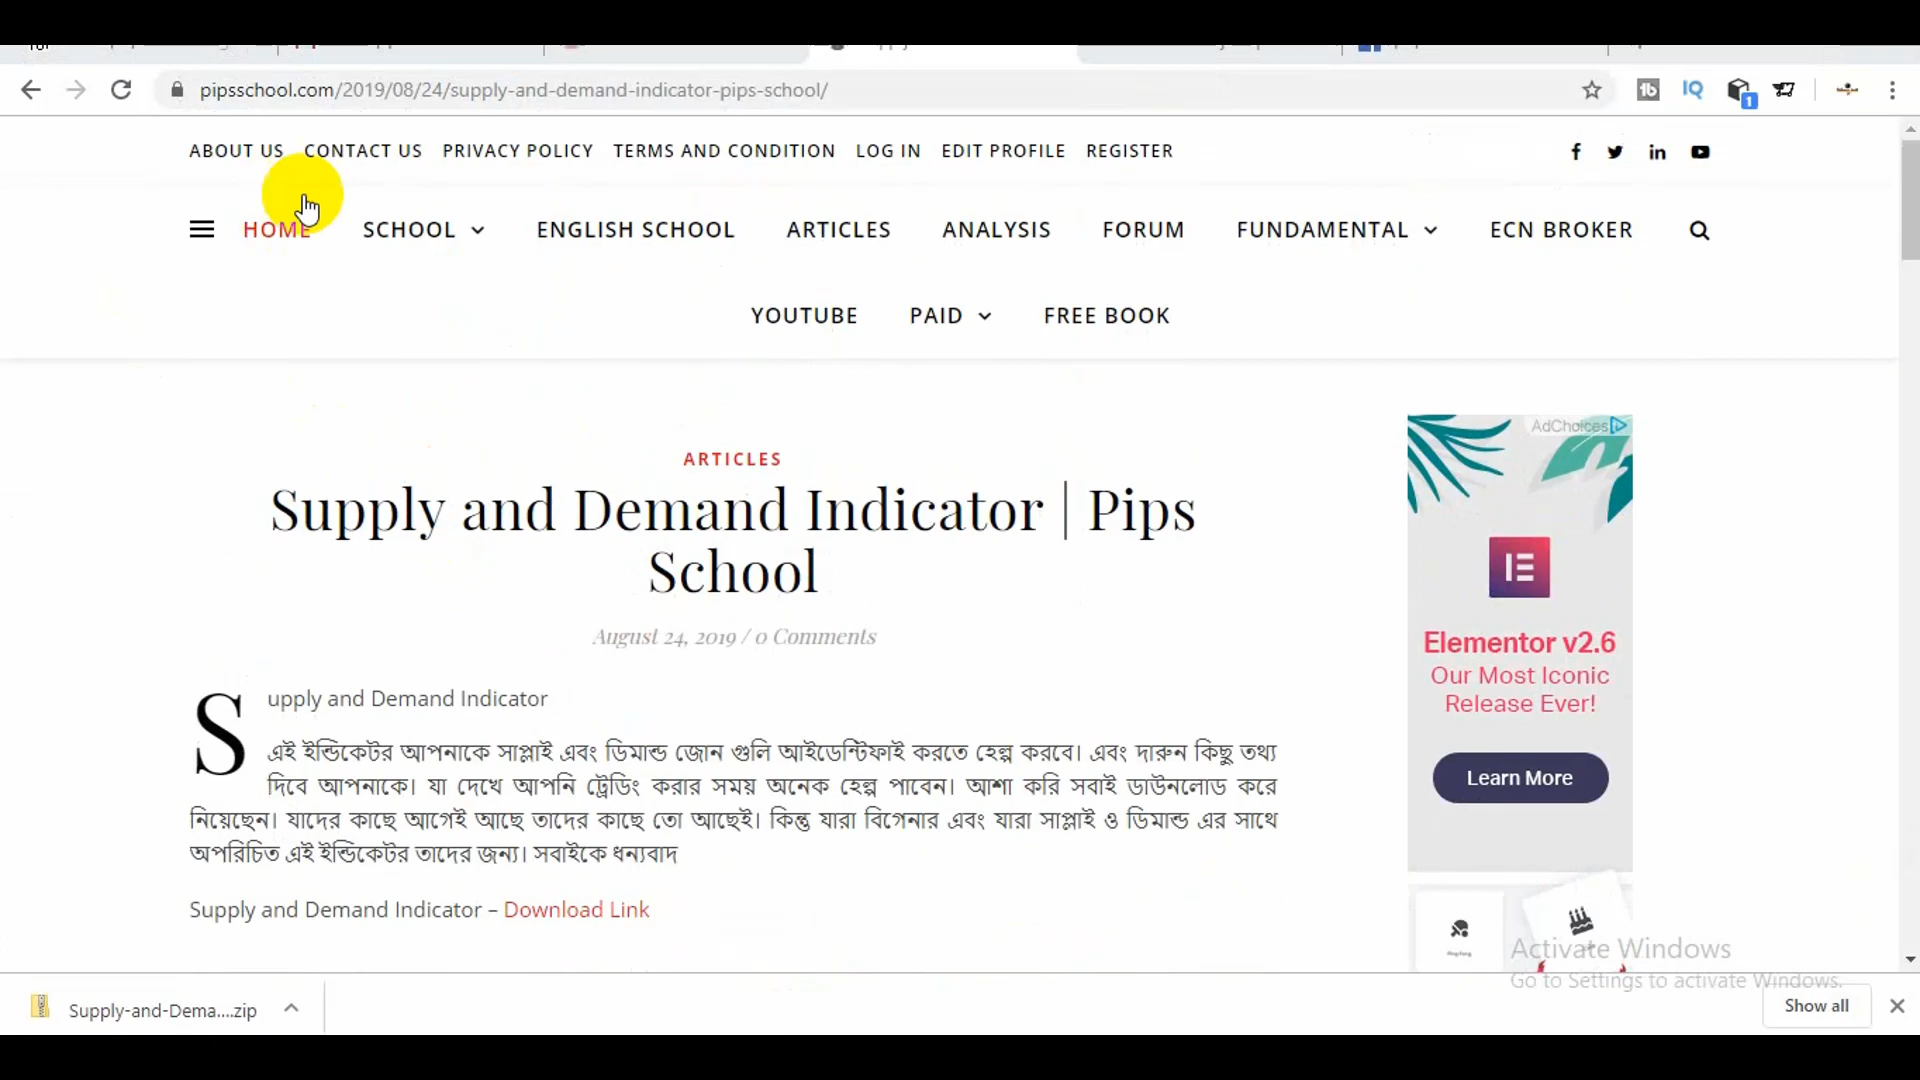 pipsschool.com/2019/08/24/supply-and-demand-indicator-pips-school/
1
ABOUT US CONTACT US PRIVACY POLICY TERMS AND CONDITION LOG IN EDIT PROFILE REGISTER
HOME SCHOOL ENGLISH SCHOOL ARTICLES ANALYSIS FORUM FUNDAMENTAL ECN BROKER
YOUTUBE PAID FREE BOOK
ARTICLES
Supply and Demand Indicator | Pips
School
August 24, 2019 / 0 Comments
Supply and Demand Indicator
এই ইন্ডিকেটর আপনাকে সাপ্লাই এবং ডিমান্ড জোন গুলি আইডেন্টিফাই করতে হেল্প করবে। এবং দারুন কিছু তথ্য
দিবে আপনাকে। যা দেখে আপনি ট্রেডিং করার সময় অনেক হেল্প পাবেন। আশা করি সবাই ডাউনলোড করে
নিয়েছেন। যাদের কাছে আগেই আছে তাদের কাছে তো আছেই। কিন্তু যারা বিগেনার এবং যারা সাপ্লাই ও ডিমান্ড এর সাথে
অপরিচিত এই ইন্ডিকেটর তাদের জন্য। সবাইকে ধন্যবাদ
Supply and Demand Indicator – Download Link
AdChoices
Elementor v2.6
Our Most Iconic
Release Ever!
Learn More
Activate Windows
Go to Settings to activate Windows.
Supply-and-Dema....zip
Show all